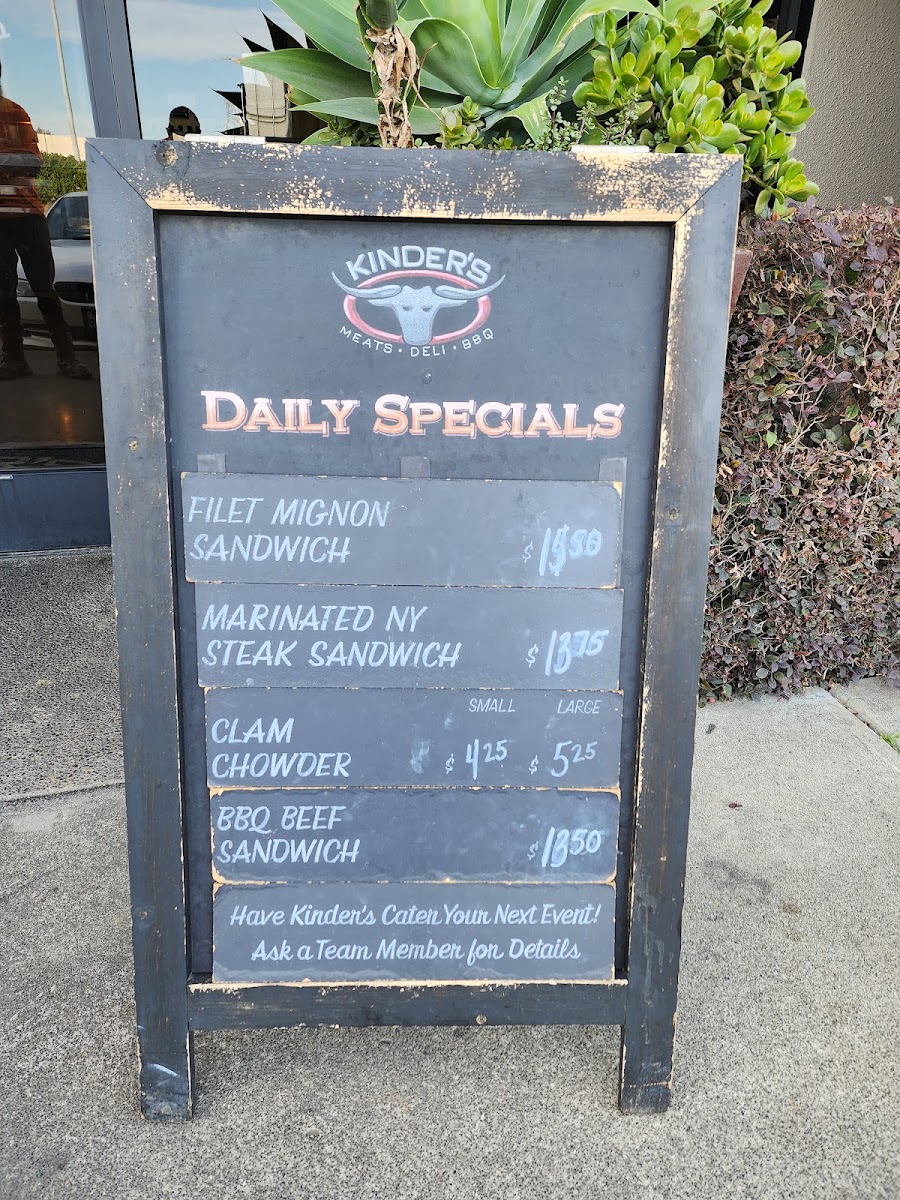 KINDER'S
MEATS • DELI • BBQ
DAILY SPECIALS
FILET MIGNON
SANDWICH $
MARINATED NY
STEAK SANDWICH $ 13.75
SMALL LARGE
CLAM
CHOWDER $ 4.25 $ 5.25
BBQ BEEF
SANDWICH $ 13.50
Have Kinder's Cater Your Next Event!
Ask a Team Member for Details